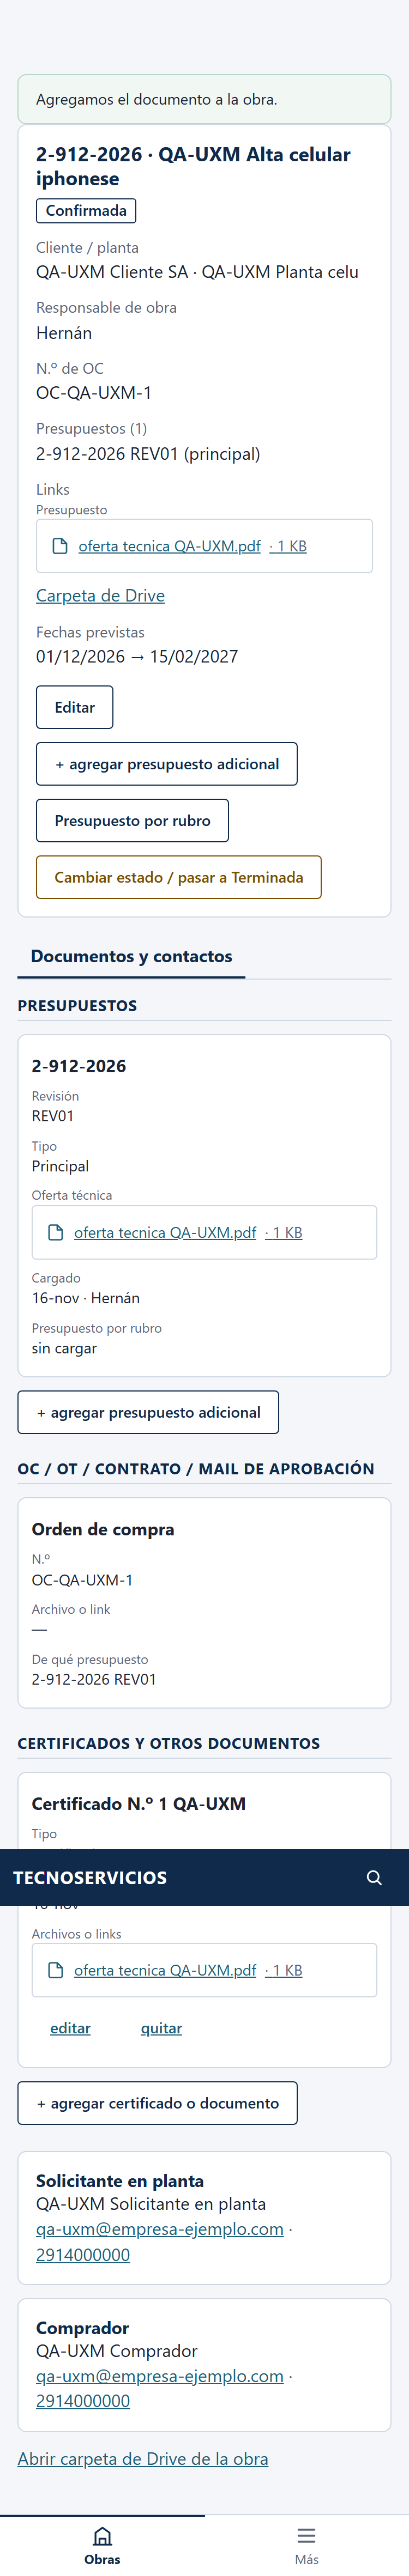 Agregamos el documento a la obra.
2-912-2026 · QA-UXM Alta celular
iphonese
Confirmada
Cliente / planta
QA-UXM Cliente SA · QA-UXM Planta celu
Responsable de obra
Hernán
N.º de OC
OC-QA-UXM-1
Presupuestos (1)
2-912-2026 REV01 (principal)
Links
Presupuesto
oferta tecnica QA-UXM.pdf · 1 KB
Carpeta de Drive
Fechas previstas
01/12/2026 → 15/02/2027
Editar
+ agregar presupuesto adicional
Presupuesto por rubro
Cambiar estado / pasar a Terminada
Documentos y contactos
PRESUPUESTOS
2-912-2026
Revisión
REV01
Tipo
Principal
Oferta técnica
oferta tecnica QA-UXM.pdf · 1 KB
Cargado
16-nov · Hernán
Presupuesto por rubro
sin cargar
+ agregar presupuesto adicional
OC / OT / CONTRATO / MAIL DE APROBACIÓN
Orden de compra
N.º
OC-QA-UXM-1
Archivo o link
—
De qué presupuesto
2-912-2026 REV01
CERTIFICADOS Y OTROS DOCUMENTOS
Certificado N.º 1 QA-UXM
Tipo
TECNOSERVICIOS
Archivos o links
oferta tecnica QA-UXM.pdf · 1 KB
editar quitar
+ agregar certificado o documento
Solicitante en planta
QA-UXM Solicitante en planta
qa-uxm@empresa-ejemplo.com ·
2914000000
Comprador
QA-UXM Comprador
qa-uxm@empresa-ejemplo.com ·
2914000000
Abrir carpeta de Drive de la obra
Obras Más